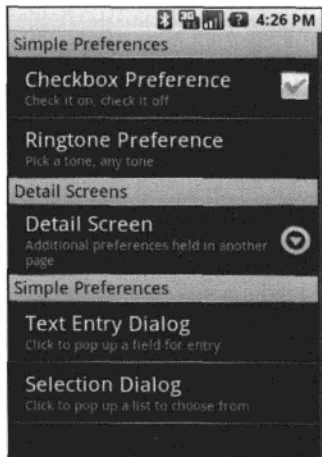 4:26 PM
Simple Preferences
Checkbox Preference
Check it on, check it off
Ringtone Preference
Pick a tone, any tone
Detail Screens
Detail Screen
Additional preferences held in another
page
Simple Preferences
Text Entry Dialog
Click to pop up a field for entry
Selection Dialog
Click to pop up a list to choose from